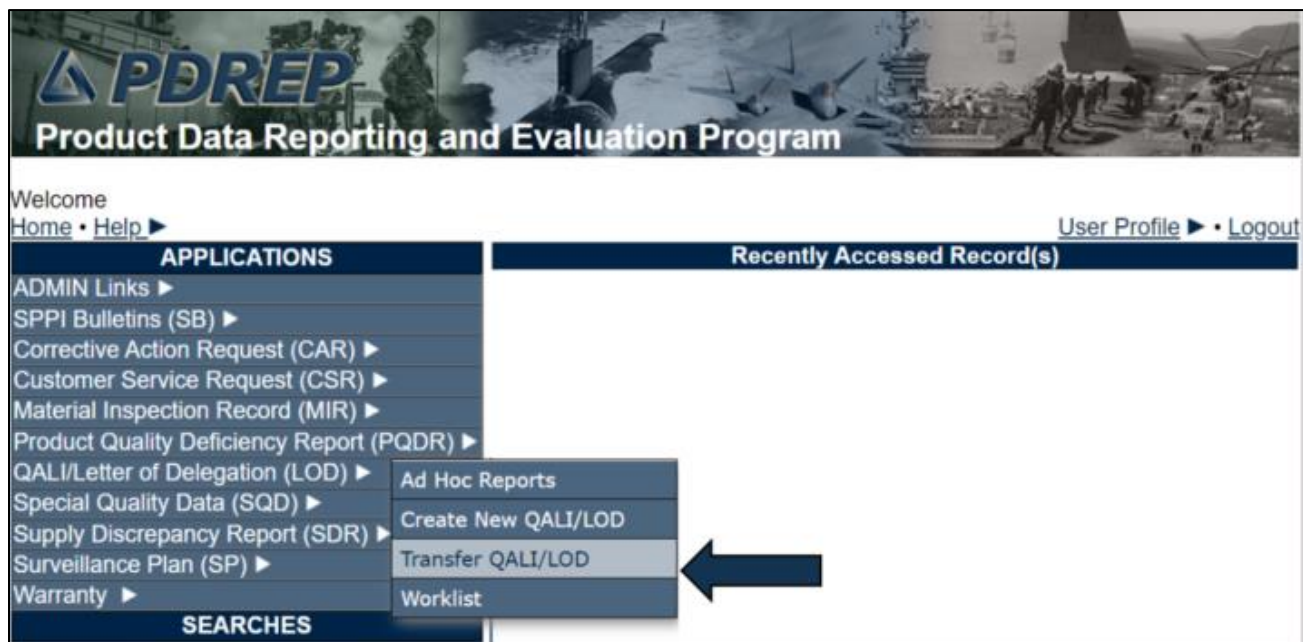 PDREP
Product Data Reporting and Evaluation Program
Welcome
Home • Help ►
User Profile ► • Logout
APPLICATIONS
Recently Accessed Record(s)
ADMIN Links ►
SPPI Bulletins (SB) ►
Corrective Action Request (CAR) ►
Customer Service Request (CSR) ►
Material Inspection Record (MIR) ►
Product Quality Deficiency Report (PQDR) ►
QALI/Letter of Delegation (LOD) ►
Special Quality Data (SQD) ►
Supply Discrepancy Report (SDR) ►
Surveillance Plan (SP) ►
Warranty ►
Ad Hoc Reports
Create New QALI/LOD
Transfer QALI/LOD
Worklist
SEARCHES